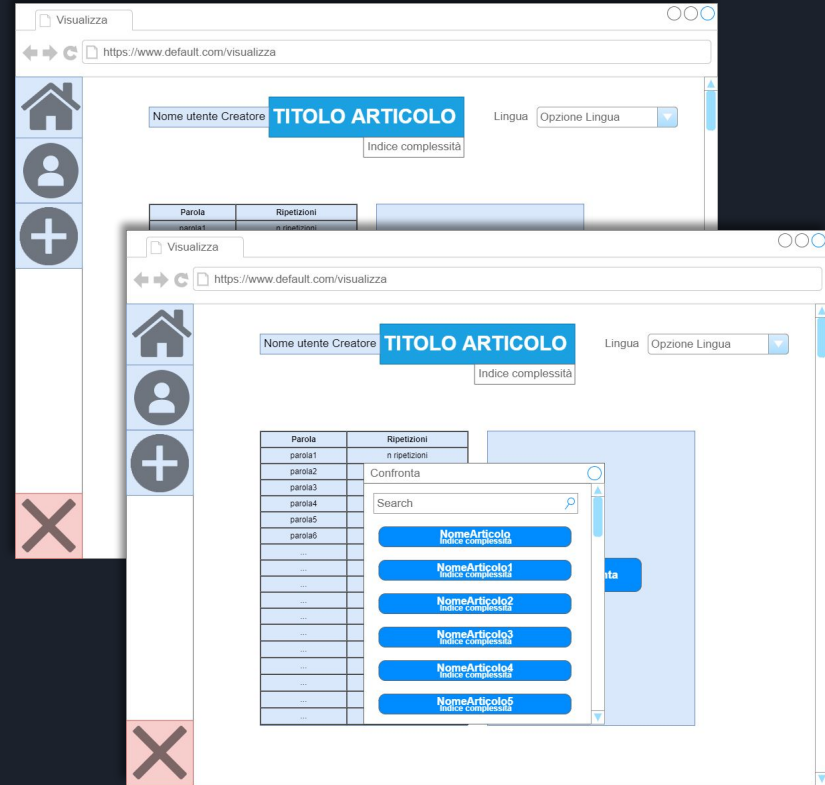 Visualizza
https://www.default.com/visualizza
Nome utente Creatore
TITOLO ARTICOLO
Lingua
Opzione Lingua
Indice complessità
Parola Ripetizioni
parola1 n ripetizioni
Visualizza
https://www.default.com/visualizza
Nome utente Creatore
TITOLO ARTICOLO
Lingua
Opzione Lingua
Indice complessità
Parola Ripetizioni
parola1 n ripetizioni
parola2
parola3
parola4
parola5
parola6
...
...
...
...
...
...
...
...
...
...
...
Confronta
Search
NomeArticolo
Indice complessità
NomeArticolo1
Indice complessità
NomeArticolo2
Indice complessità
NomeArticolo3
Indice complessità
NomeArticolo4
Indice complessità
NomeArticolo5
Indice complessità
nta